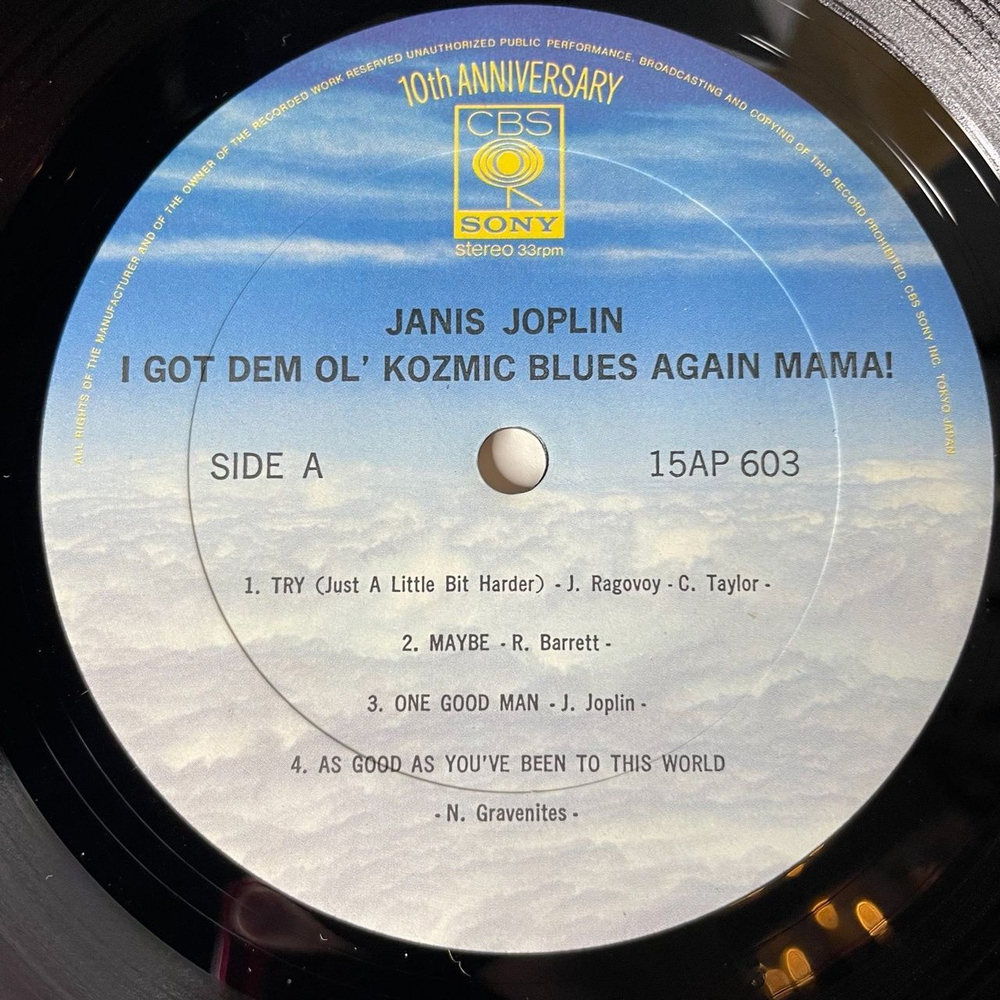 ALL RIGHTS OF THE MANUFACTURER AND OF THE OWNER OF THE RECORDED WORK RESERVED UNAUTHORIZED PUBLIC PERFORMANCE, BROADCASTING AND COPYING OF THIS RECORD PROHIBITED. CBS SONY INC. TOKYO JAPAN
10th ANNIVERSARY
CBS
SONY
stereo 33rpm
JANIS JOPLIN
I GOT DEM OL' KOZMIC BLUES AGAIN MAMA!
SIDE A
15AP 603
1. TRY (Just A Little Bit Harder) - J. Ragovoy - C. Taylor -
2. MAYBE - R. Barrett -
3. ONE GOOD MAN - J. Joplin -
4. AS GOOD AS YOU'VE BEEN TO THIS WORLD
- N. Gravenites -